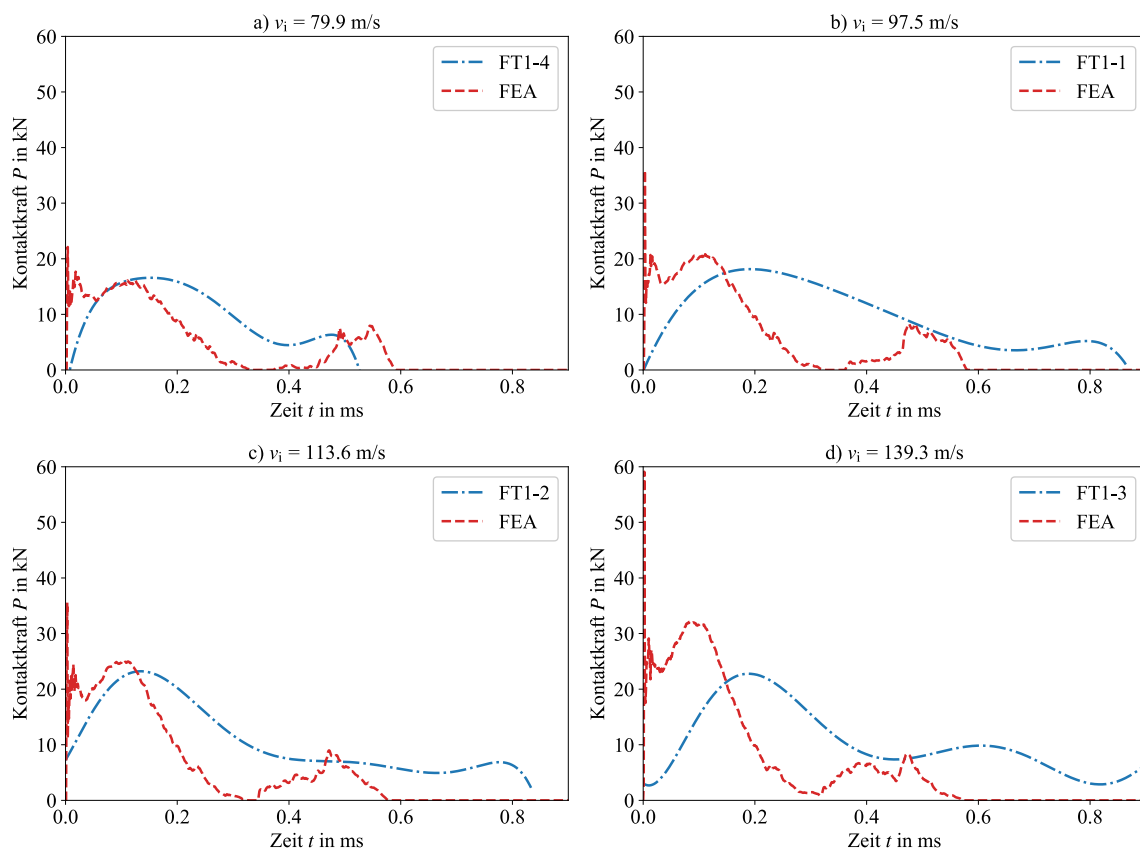 a) vi = 79.9 m/s
60
50
40
30
20
10
0
Kontaktkraft P in kN
FT1-4
FEA
0.0 0.2 0.4 0.6 0.8
Zeit t in ms
b) vi = 97.5 m/s
60
50
40
30
20
10
0
Kontaktkraft P in kN
FT1-1
FEA
0.0 0.2 0.4 0.6 0.8
Zeit t in ms
c) vi = 113.6 m/s
60
50
40
30
20
10
0
Kontaktkraft P in kN
FT1-2
FEA
0.0 0.2 0.4 0.6 0.8
Zeit t in ms
d) vi = 139.3 m/s
60
50
40
30
20
10
0
Kontaktkraft P in kN
FT1-3
FEA
0.0 0.2 0.4 0.6 0.8
Zeit t in ms